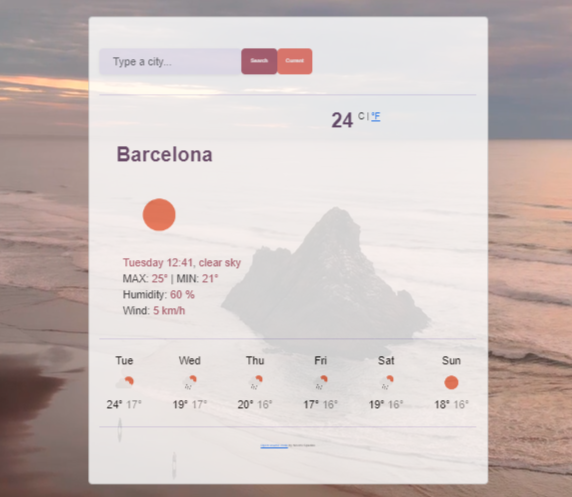 Type a city...
Search
Current
24 C | °F
Barcelona
Tuesday 12:41, clear sky
MAX: 25° | MIN: 21°
Humidity: 60 %
Wind: 5 km/h
Tue Wed Thu Fri Sat Sun
24° 17° 19° 17° 20° 16° 17° 16° 19° 16° 18° 16°